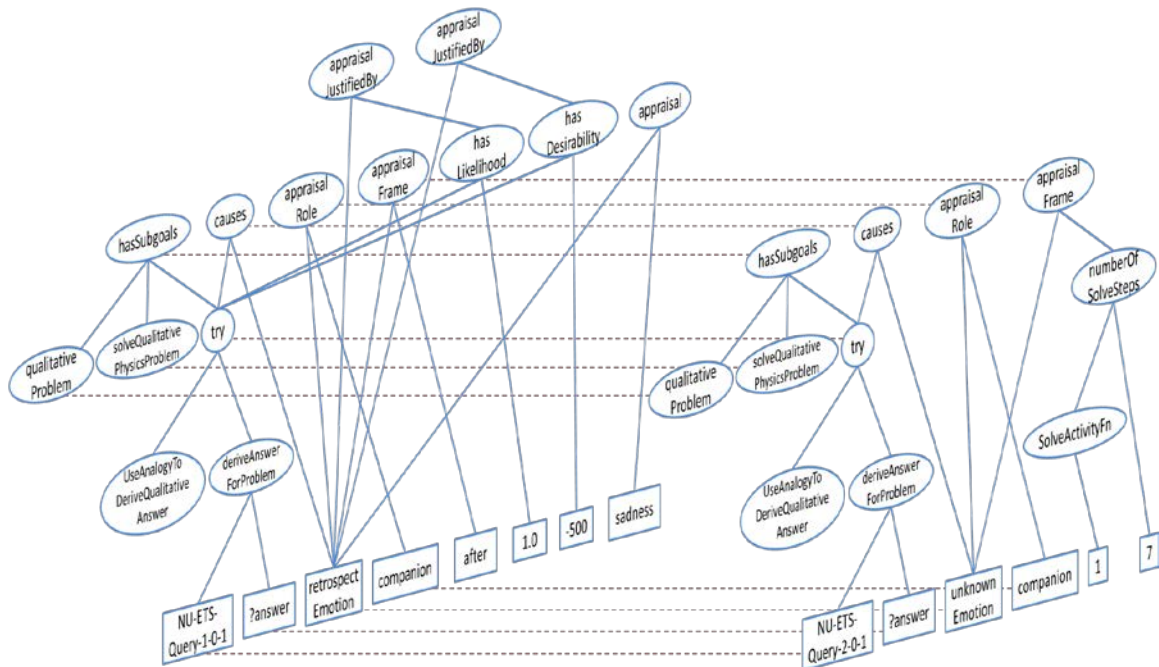 appraisal
JustifiedBy
appraisal
JustifiedBy
appraisal
has
Desirability
has
Likelihood
appraisal
Frame
appraisal
Role
causes
hasSubgoals
try
solveQualitative
PhysicsProblem
qualitative
Problem
UseAnalogyTo
DeriveQualitative
Answer
deriveAnswer
ForProblem
NU-ETS-
Query-1-0-1
?answer
retrospect
Emotion
companion
after
1.0
-500
sadness
appraisal
Frame
appraisal
Role
causes
hasSubgoals
numberOf
SolveSteps
try
solveQualitative
PhysicsProblem
qualitative
Problem
SolveActivityFn
UseAnalogyTo
DeriveQualitative
Answer
deriveAnswer
ForProblem
NU-ETS-
Query-2-0-1
?answer
unknown
Emotion
companion
1
7